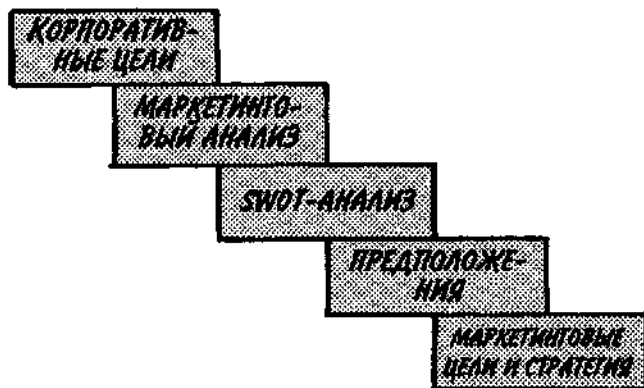 КОРПОРАТИВ-
НЫЕ ЦЕЛИ
МАРКЕТИНГО-
ВЫЙ АНАЛИЗ
SWOT-АНАЛИЗ
ПРЕДПОЛОЖЕ-
НИЯ
МАРКЕТИНГОВЫЕ
ЦЕЛИ И СТРАТЕГИЯ